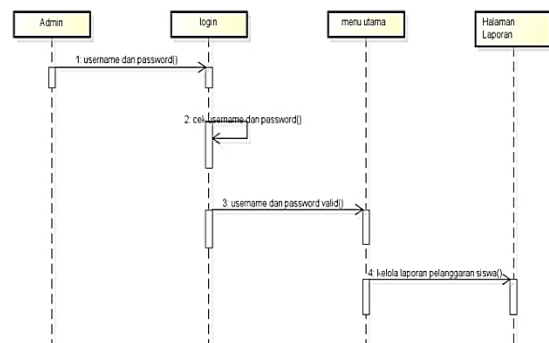 Admin
login
menu utama
Halaman
Laporan
1: username dan password()
2: cek username dan password()
3: username dan password valid()
4: kelola laporan pelanggaran siswa()